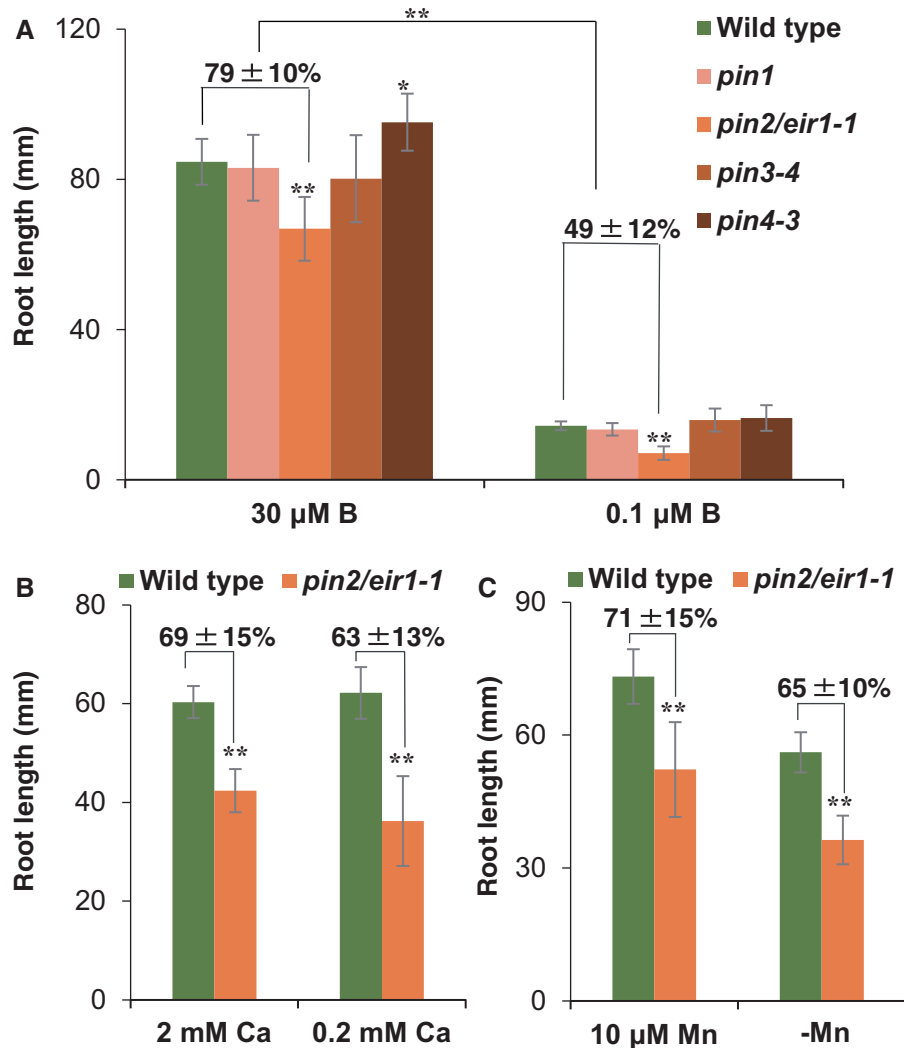 A
Root length (mm)
120
80
40
0
**
79 ± 10%
**
*
49 ± 12%
**
30 µM B
0.1 µM B
Wild type
pin1
pin2/eir1-1
pin3-4
pin4-3
B
Wild type
pin2/eir1-1
Root length (mm)
80
60
40
20
0
69 ± 15%
**
63 ± 13%
**
2 mM Ca
0.2 mM Ca
C
Wild type
pin2/eir1-1
Root length (mm)
90
60
30
0
71 ± 15%
**
65 ± 10%
**
10 µM Mn
-Mn